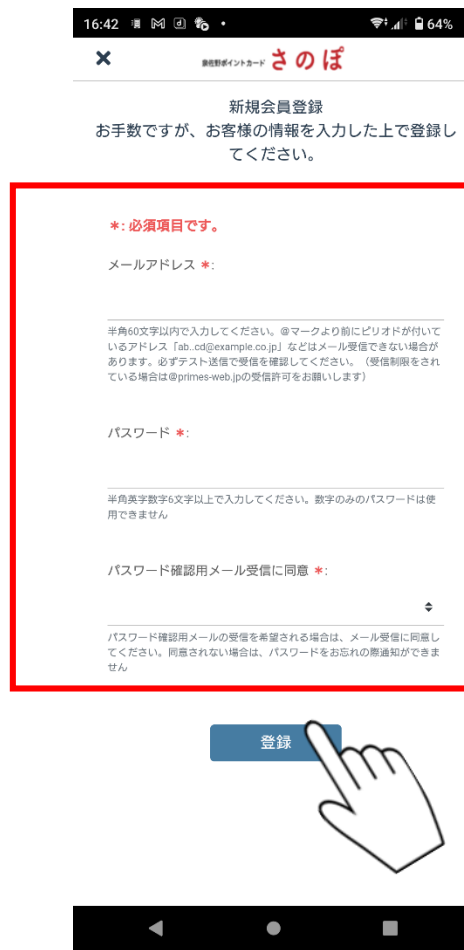 16:42
64%
泉佐野ポイントカード さのぽ
新規会員登録
お手数ですが、お客様の情報を入力した上で登録し
てください。
*: 必須項目です。
メールアドレス *:
半角60文字以内で入力してください。@マークより前にピリオドが付いて
いるアドレス「ab..cd@example.co.jp」などはメール受信できない場合が
あります。必ずテスト送信で受信を確認してください。（受信制限をされ
ている場合は@primes-web.jpの受信許可をお願いします）
パスワード *:
半角英字数字6文字以上で入力してください。数字のみのパスワードは使
用できません
パスワード確認用メール受信に同意 *:
パスワード確認用メールの受信を希望される場合は、メール受信に同意し
てください。同意されない場合は、パスワードをお忘れの際通知ができま
せん
登録